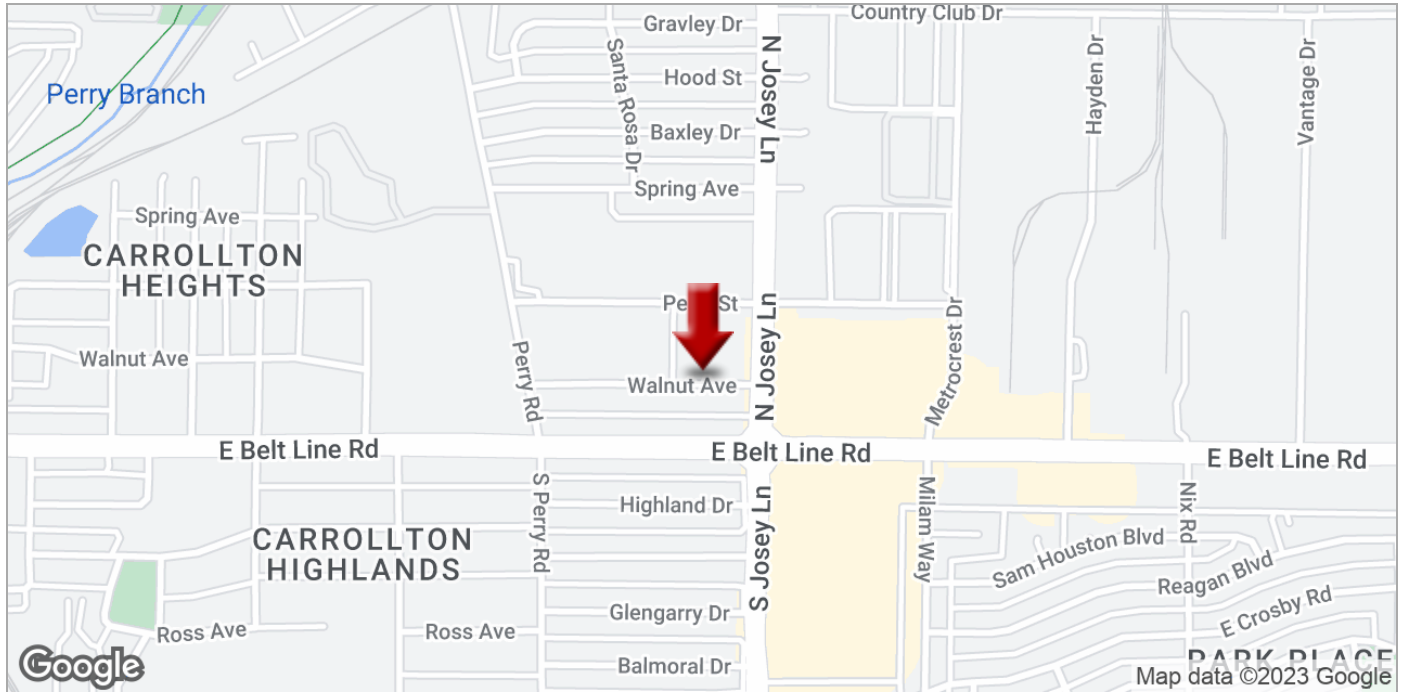 Gravley Dr
Country Club Dr
N Josey Ln
Santa Rosa Dr
Hood St
Hayden Dr
Vantage Dr
Perry Branch
Baxley Dr
Spring Ave
Spring Ave
CARROLLTON
HEIGHTS
St
N Josey Ln
Metrocrest Dr
Walnut Ave
Perry Rd
Walnut Ave
E Belt Line Rd
E Belt Line Rd
E Belt Line Rd
S Perry Rd
Highland Dr
S Josey Ln
Milam Way
Nix Rd
CARROLLTON
HIGHLANDS
Sam Houston Blvd
Reagan Blvd
E Crosby Rd
Glengarry Dr
Ross Ave
Ross Ave
Balmoral Dr
PARK PLACE
Google
Map data ©2023 Google